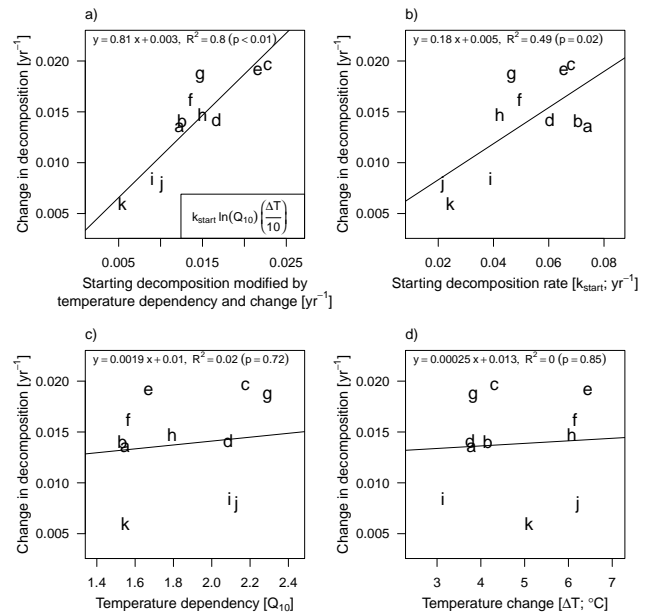 a)
y = 0.81 x + 0.003, R² = 0.8 (p < 0.01)
Change in decomposition [yr⁻¹]
0.020
0.015
0.010
0.005
c
e
g
f
h
b
d
a
i
j
k
k_start ln(Q₁₀) (ΔT/10)
0.005 0.015 0.025
Starting decomposition modified by
temperature dependency and change [yr⁻¹]
b)
y = 0.18 x + 0.005, R² = 0.49 (p = 0.02)
Change in decomposition [yr⁻¹]
0.020
0.015
0.010
0.005
c
e
g
f
h
d
b
a
i
j
k
0.02 0.04 0.06 0.08
Starting decomposition rate [k_start; yr⁻¹]
c)
y = 0.0019 x + 0.01, R² = 0.02 (p = 0.72)
Change in decomposition [yr⁻¹]
0.020
0.015
0.010
0.005
e
c
g
f
h
b
d
a
i
j
k
1.4 1.6 1.8 2.0 2.2 2.4
Temperature dependency [Q₁₀]
d)
y = 0.00025 x + 0.013, R² = 0 (p = 0.85)
Change in decomposition [yr⁻¹]
0.020
0.015
0.010
0.005
c
e
g
f
h
d
b
a
i
j
k
3 4 5 6 7
Temperature change [ΔT; °C]